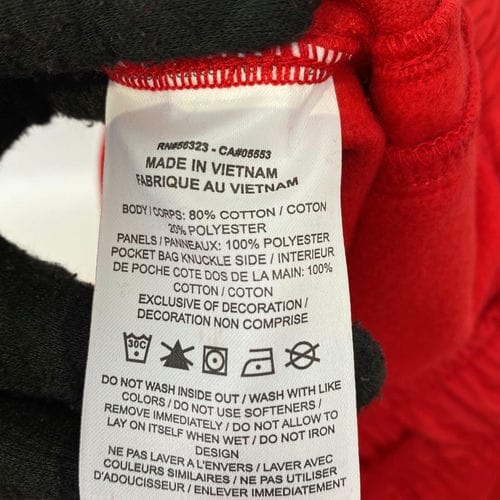 RN#56323 - CA#05553
MADE IN VIETNAM
FABRIQUE AU VIETNAM
BODY / CORPS: 80% COTTON / COTON
20% POLYESTER
PANELS / PANNEAUX: 100% POLYESTER
POCKET BAG KNUCKLE SIDE / INTERIEUR
DE POCHE COTE DOS DE LA MAIN: 100%
COTTON / COTON
EXCLUSIVE OF DECORATION /
DECORATION NON COMPRISE
30C
DO NOT WASH INSIDE OUT / WASH WITH LIKE
COLORS / DO NOT USE SOFTENERS /
REMOVE IMMEDIATELY / DO NOT ALLOW TO
LAY ON ITSELF WHEN WET / DO NOT IRON
DESIGN
NE PAS LAVER A L'ENVERS / LAVER AVEC
COULEURS SIMILAIRES / NE PAS UTILISER
D'ADOUCISSEUR / ENLEVER IMMEDIATEMENT